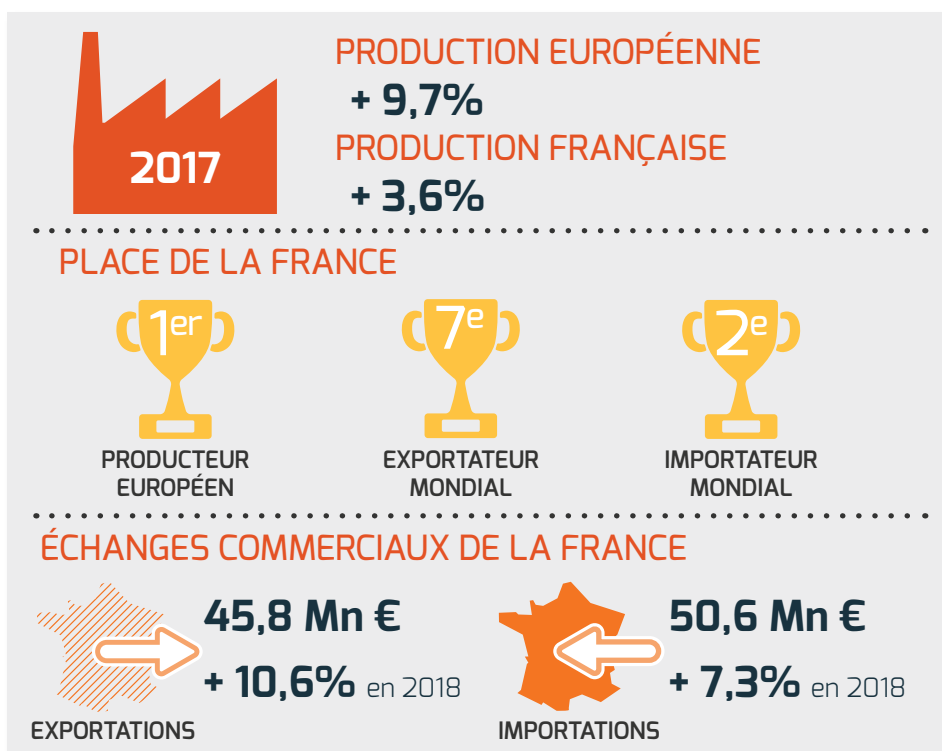 PRODUCTION EUROPÉENNE
+ 9,7%
2017
PRODUCTION FRANÇAISE
+ 3,6%
PLACE DE LA FRANCE
1er
PRODUCTEUR
EUROPÉEN
7e
EXPORTATEUR
MONDIAL
2e
IMPORTATEUR
MONDIAL
ÉCHANGES COMMERCIAUX DE LA FRANCE
45,8 Mn €
+ 10,6% en 2018
EXPORTATIONS
50,6 Mn €
+ 7,3% en 2018
IMPORTATIONS